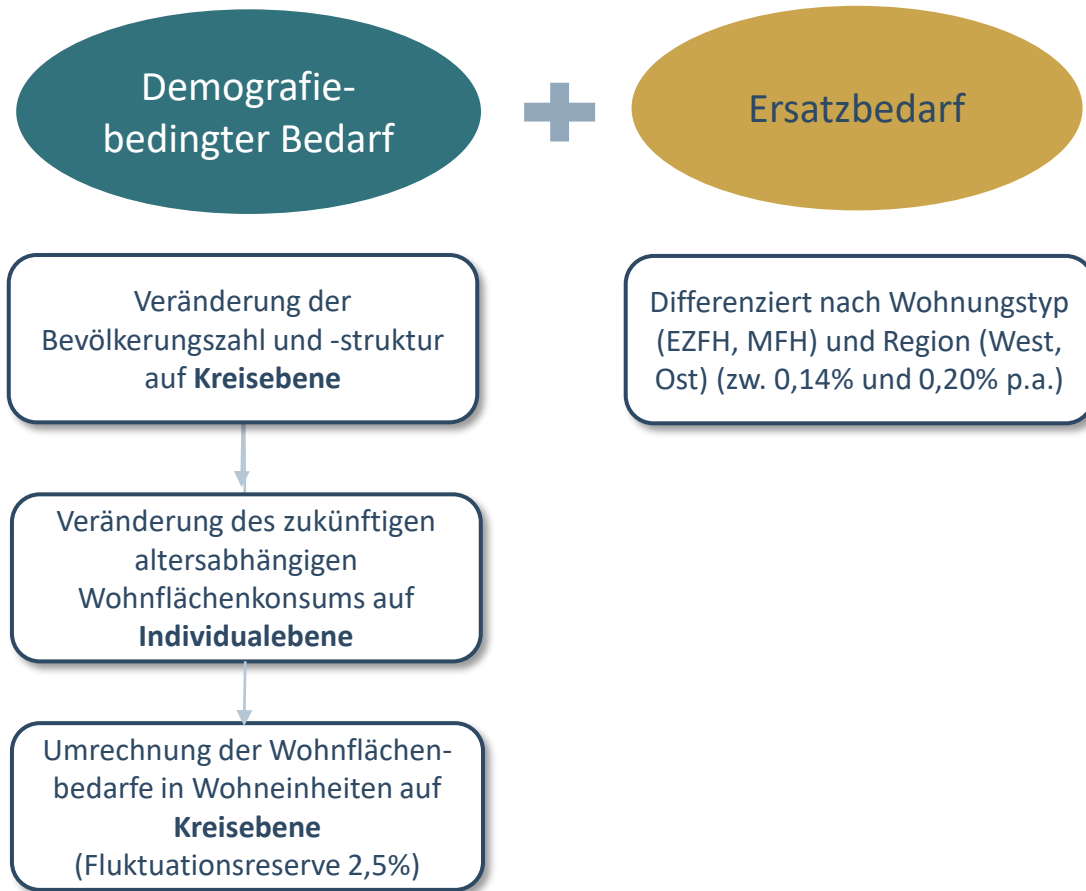 Demografie-
bedingter Bedarf
Ersatzbedarf
Veränderung der
Bevölkerungszahl und -struktur
auf Kreisebene
Differenziert nach Wohnungstyp
(EZFH, MFH) und Region (West,
Ost) (zw. 0,14% und 0,20% p.a.)
Veränderung des zukünftigen
altersabhängigen
Wohnflächenkonsums auf
Individualebene
Umrechnung der Wohnflächen-
bedarfe in Wohneinheiten auf
Kreisebene
(Fluktuationsreserve 2,5%)